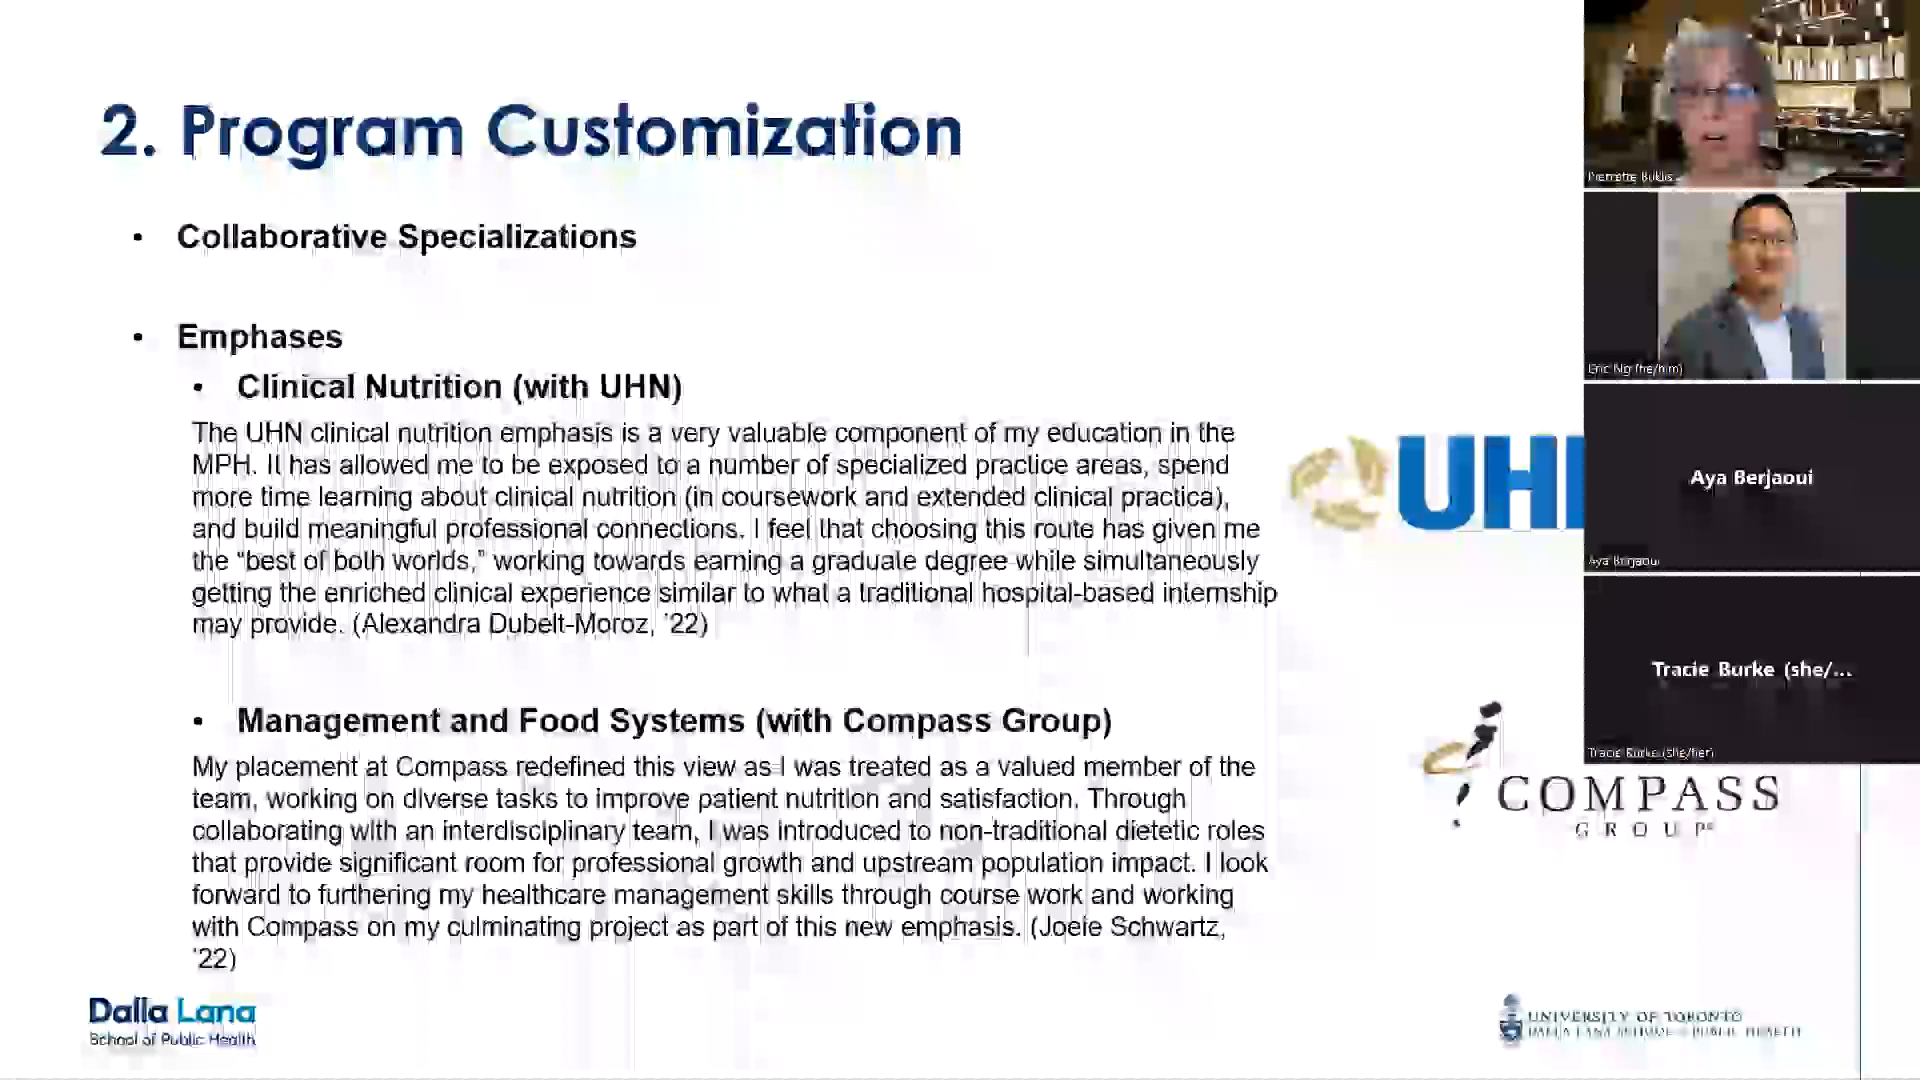 2. Program Customization
• Collaborative Specializations
• Emphases
• Clinical Nutrition (with UHN)
The UHN clinical nutrition emphasis is a very valuable component of my education in the
MPH. It has allowed me to be exposed to a number of specialized practice areas, spend
more time learning about clinical nutrition (in coursework and extended clinical practica),
and build meaningful professional connections. I feel that choosing this route has given me
the “best of both worlds,” working towards earning a graduate degree while simultaneously
getting the enriched clinical experience similar to what a traditional hospital-based internship
may provide. (Alexandra Dubelt-Moroz, ’22)
• Management and Food Systems (with Compass Group)
My placement at Compass redefined this view as I was treated as a valued member of the
team, working on diverse tasks to improve patient nutrition and satisfaction. Through
collaborating with an interdisciplinary team, I was introduced to non-traditional dietetic roles
that provide significant room for professional growth and upstream population impact. I look
forward to furthering my healthcare management skills through course work and working
with Compass on my culminating project as part of this new emphasis. (Joele Schwartz,
’22)
UH
COMPASS
GROUP
Dalla Lana
School of Public Health
UNIVERSITY OF TORONTO
DALLA LANA SCHOOL OF PUBLIC HEALTH
Eric Ng (he/him)
Aya Berjaoui
Aya Berjaoui
Tracie Burke (she/...
Tracie Burke (she/her)